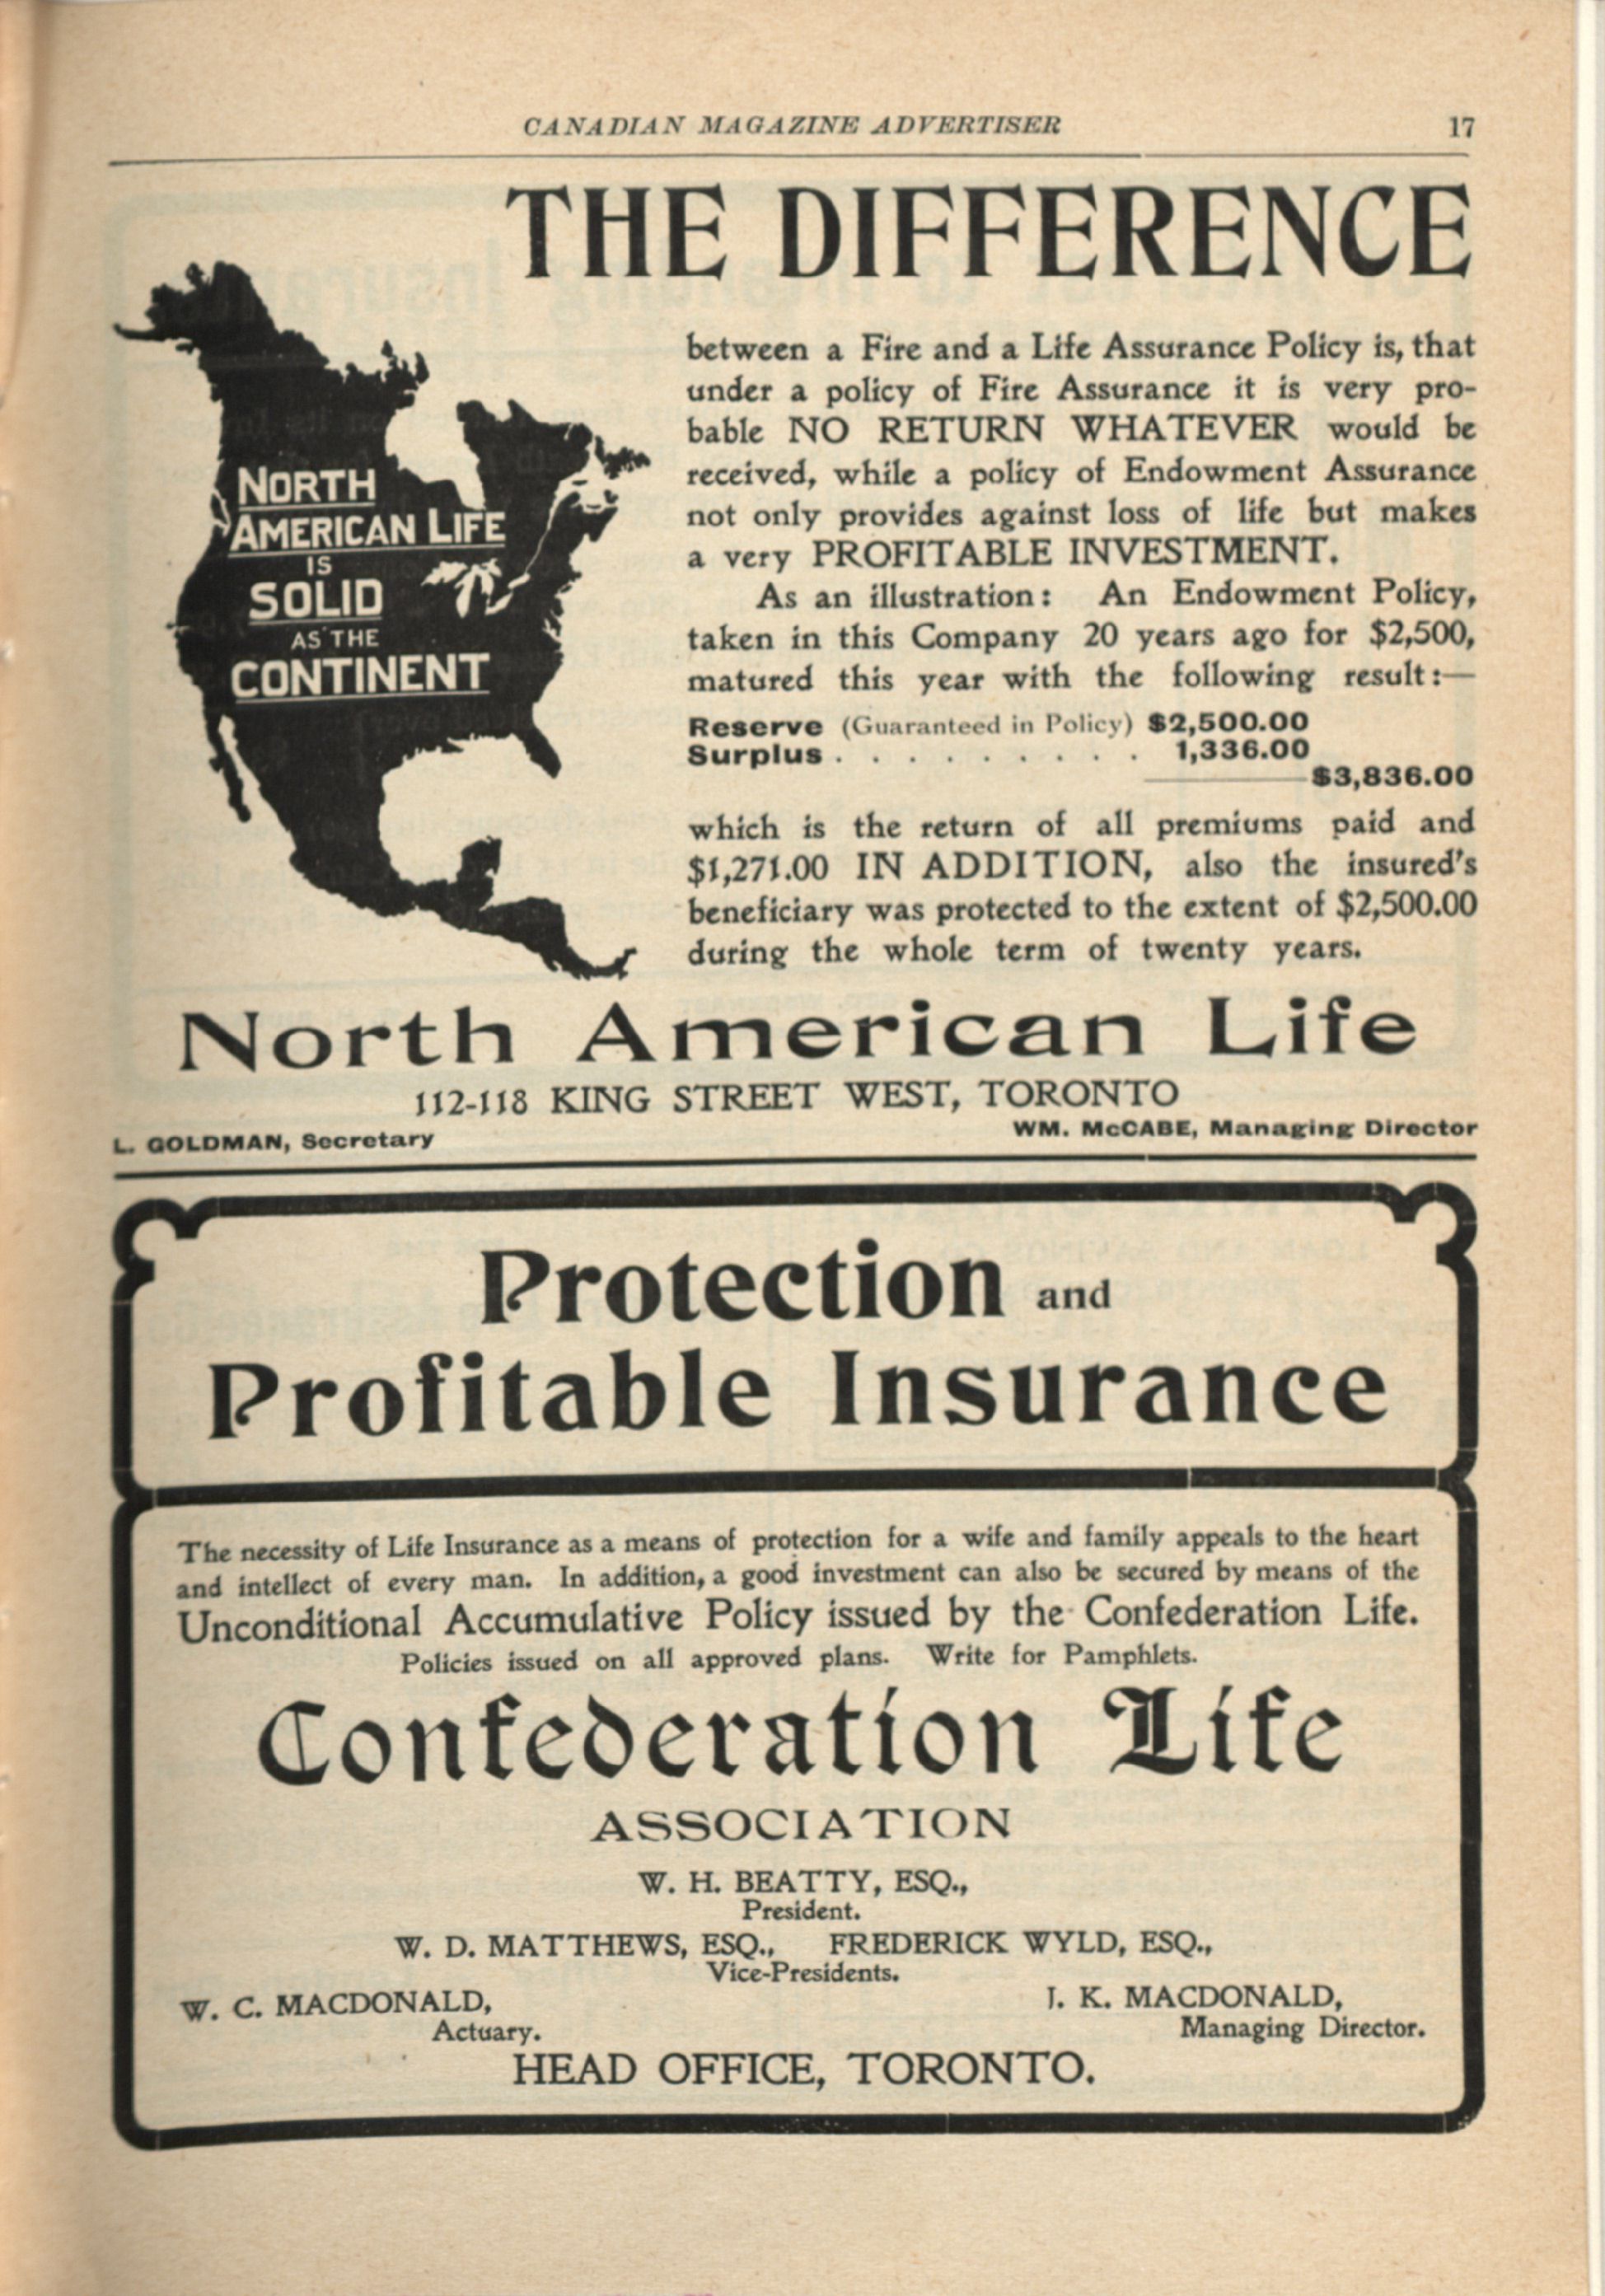 CANADIAN MAGAZINE ADVERTISER 17
THE DIFFERENCE
NORTH
AMERICAN LIFE
IS
SOLID
AS THE
CONTINENT
between a Fire and a Life Assurance Policy is, that
under a policy of Fire Assurance it is very pro-
bable NO RETURN WHATEVER would be
received, while a policy of Endowment Assurance
not only provides against loss of life but makes
a very PROFITABLE INVESTMENT.
As an illustration: An Endowment Policy,
taken in this Company 20 years ago for $2,500,
matured this year with the following result:—
Reserve (Guaranteed in Policy) $2,500.00
Surplus . . . . . . . . . 1,336.00
$3,836.00
which is the return of all premiums paid and
$1,271.00 IN ADDITION, also the insured's
beneficiary was protected to the extent of $2,500.00
during the whole term of twenty years.
North American Life
112-118 KING STREET WEST, TORONTO
L. GOLDMAN, Secretary WM. McCABE, Managing Director
Protection and
Profitable Insurance
The necessity of Life Insurance as a means of protection for a wife and family appeals to the heart
and intellect of every man. In addition, a good investment can also be secured by means of the
Unconditional Accumulative Policy issued by the Confederation Life.
Policies issued on all approved plans. Write for Pamphlets.
Confederation Life
ASSOCIATION
W. H. BEATTY, ESQ.,
President.
W. D. MATTHEWS, ESQ., FREDERICK WYLD, ESQ.,
Vice-Presidents.
W. C. MACDONALD, J. K. MACDONALD,
Actuary. Managing Director.
HEAD OFFICE, TORONTO.